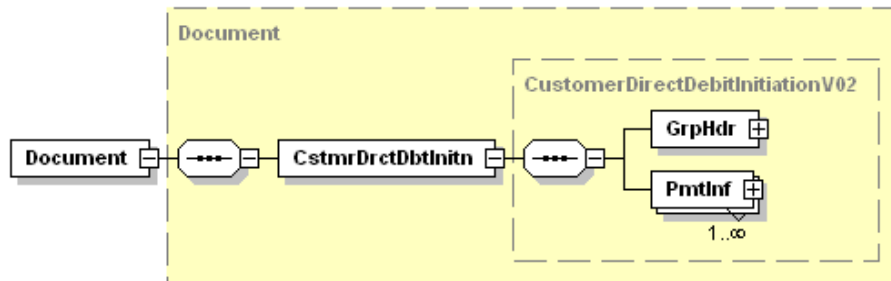 Document
CustomerDirectDebitInitiationV02
GrpHdr
Document
CstmrDrctDbtInitn
PmtInf
1..∞